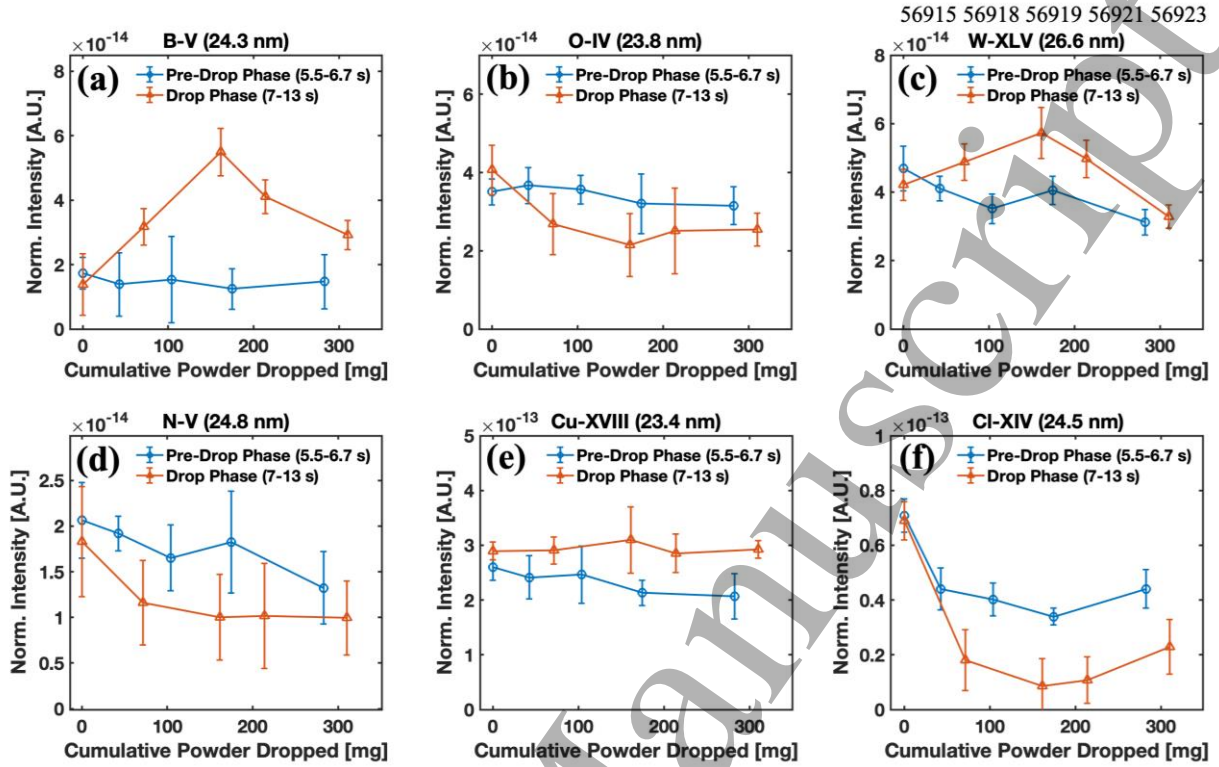 56915 56918 56919 56921 56923
×10⁻¹⁴ B-V (24.3 nm)
(a)
Pre-Drop Phase (5.5-6.7 s)
Drop Phase (7-13 s)
8
6
4
2
0
Norm. Intensity [A.U.]
0 100 200 300
Cumulative Powder Dropped [mg]
×10⁻¹⁴ O-IV (23.8 nm)
(b)
Pre-Drop Phase (5.5-6.7 s)
Drop Phase (7-13 s)
6
4
2
0
Norm. Intensity [A.U.]
0 100 200 300
Cumulative Powder Dropped [mg]
×10⁻¹⁴ W-XLV (26.6 nm)
(c)
Pre-Drop Phase (5.5-6.7 s)
Drop Phase (7-13 s)
8
6
4
2
0
Norm. Intensity [A.U.]
0 100 200 300
Cumulative Powder Dropped [mg]
×10⁻¹⁴ N-V (24.8 nm)
(d)
Pre-Drop Phase (5.5-6.7 s)
Drop Phase (7-13 s)
2.5
2
1.5
1
0.5
0
Norm. Intensity [A.U.]
0 100 200 300
Cumulative Powder Dropped [mg]
×10⁻¹³ Cu-XVIII (23.4 nm)
(e)
Pre-Drop Phase (5.5-6.7 s)
Drop Phase (7-13 s)
5
4
3
2
1
0
Norm. Intensity [A.U.]
0 100 200 300
Cumulative Powder Dropped [mg]
×10⁻¹³ Cl-XIV (24.5 nm)
(f)
Pre-Drop Phase (5.5-6.7 s)
Drop Phase (7-13 s)
1
0.8
0.6
0.4
0.2
0
Norm. Intensity [A.U.]
0 100 200 300
Cumulative Powder Dropped [mg]
Manuscript